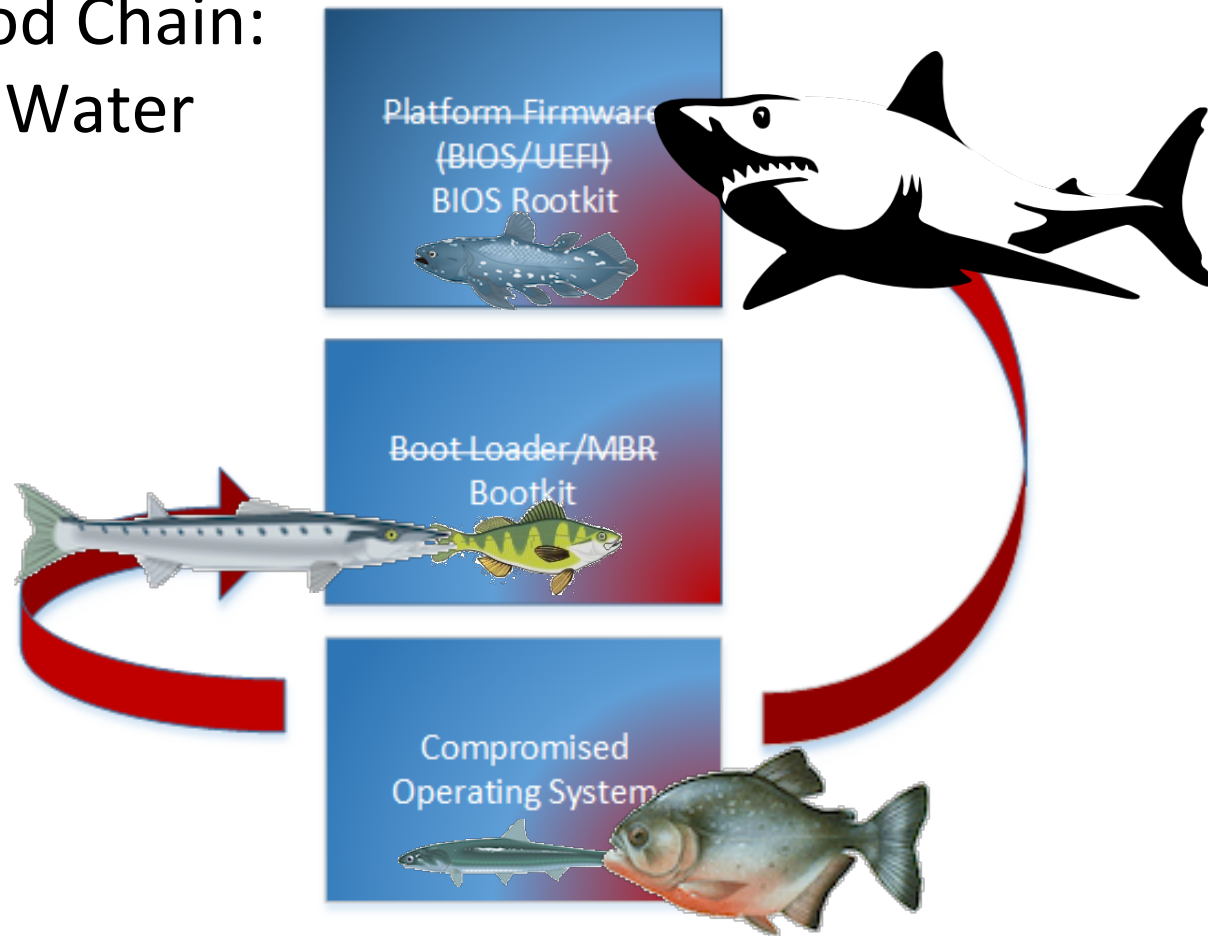 od Chain:
Water
Platform Firmware
(BIOS/UEFI)
BIOS Rootkit
Boot Loader/MBR
Bootkit
Compromised
Operating System